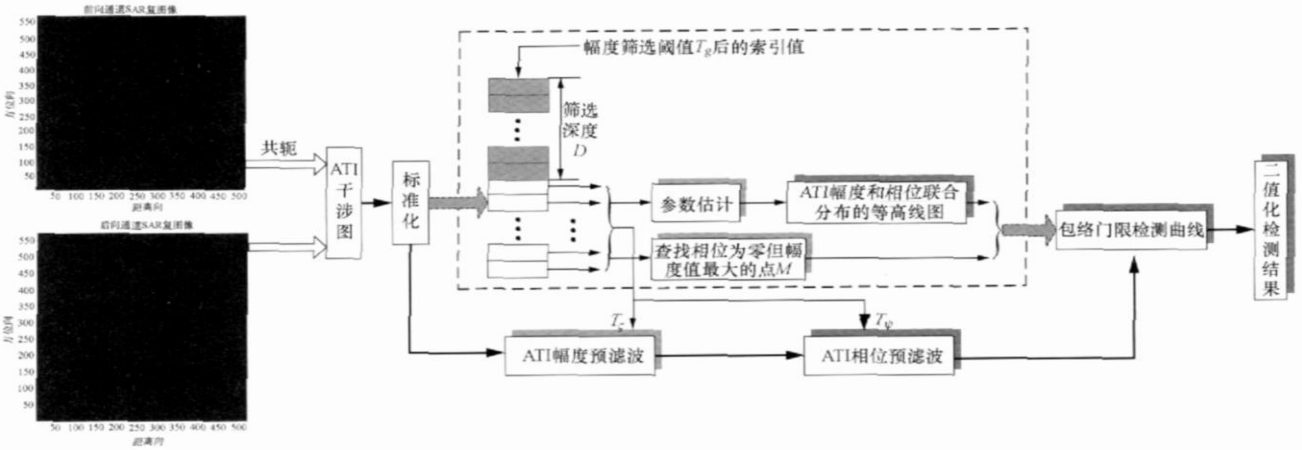 前向通道SAR复图像
550
500
450
400
350
300
250
200
150
100
50
方位向
50 100 150 200 250 300 350 400 450 500
距离向
后向通道SAR复图像
550
500
450
400
350
300
250
200
150
100
50
方位向
50 100 150 200 250 300 350 400 450 500
距离向
共轭
ATI
干
涉
图
标
准
化
幅度筛选阈值Tg后的索引值
筛选
深度
D
参数估计
ATI幅度和相位联合
分布的等高线图
查找相位为零但幅
度值最大的点M
包络门限检测曲线
二
值
化
检
测
结
果
Tξ
Tψ
ATI幅度预滤波
ATI相位预滤波